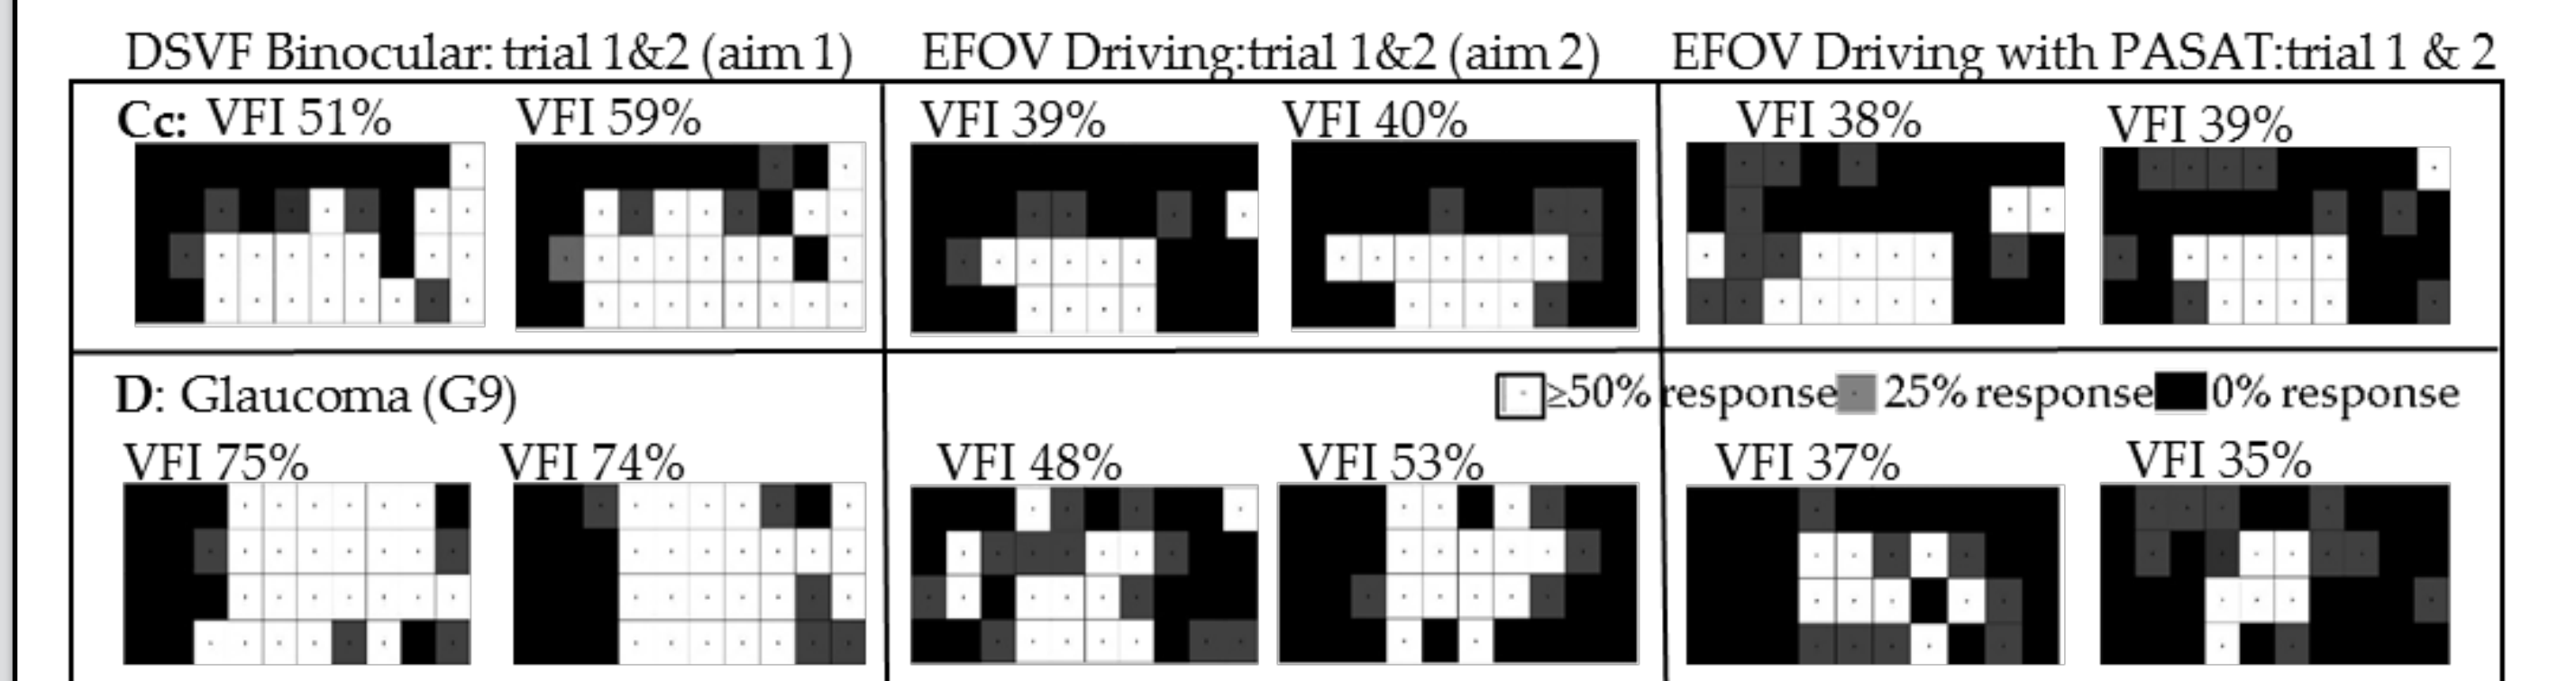 DSVF Binocular: trial 1&2 (aim 1) EFOV Driving:trial 1&2 (aim 2) EFOV Driving with PASAT:trial 1 & 2
Cc: VFI 51% VFI 59% VFI 39% VFI 40% VFI 38% VFI 39%
D: Glaucoma (G9) ≥50% response 25% response 0% response
VFI 75% VFI 74% VFI 48% VFI 53% VFI 37% VFI 35%